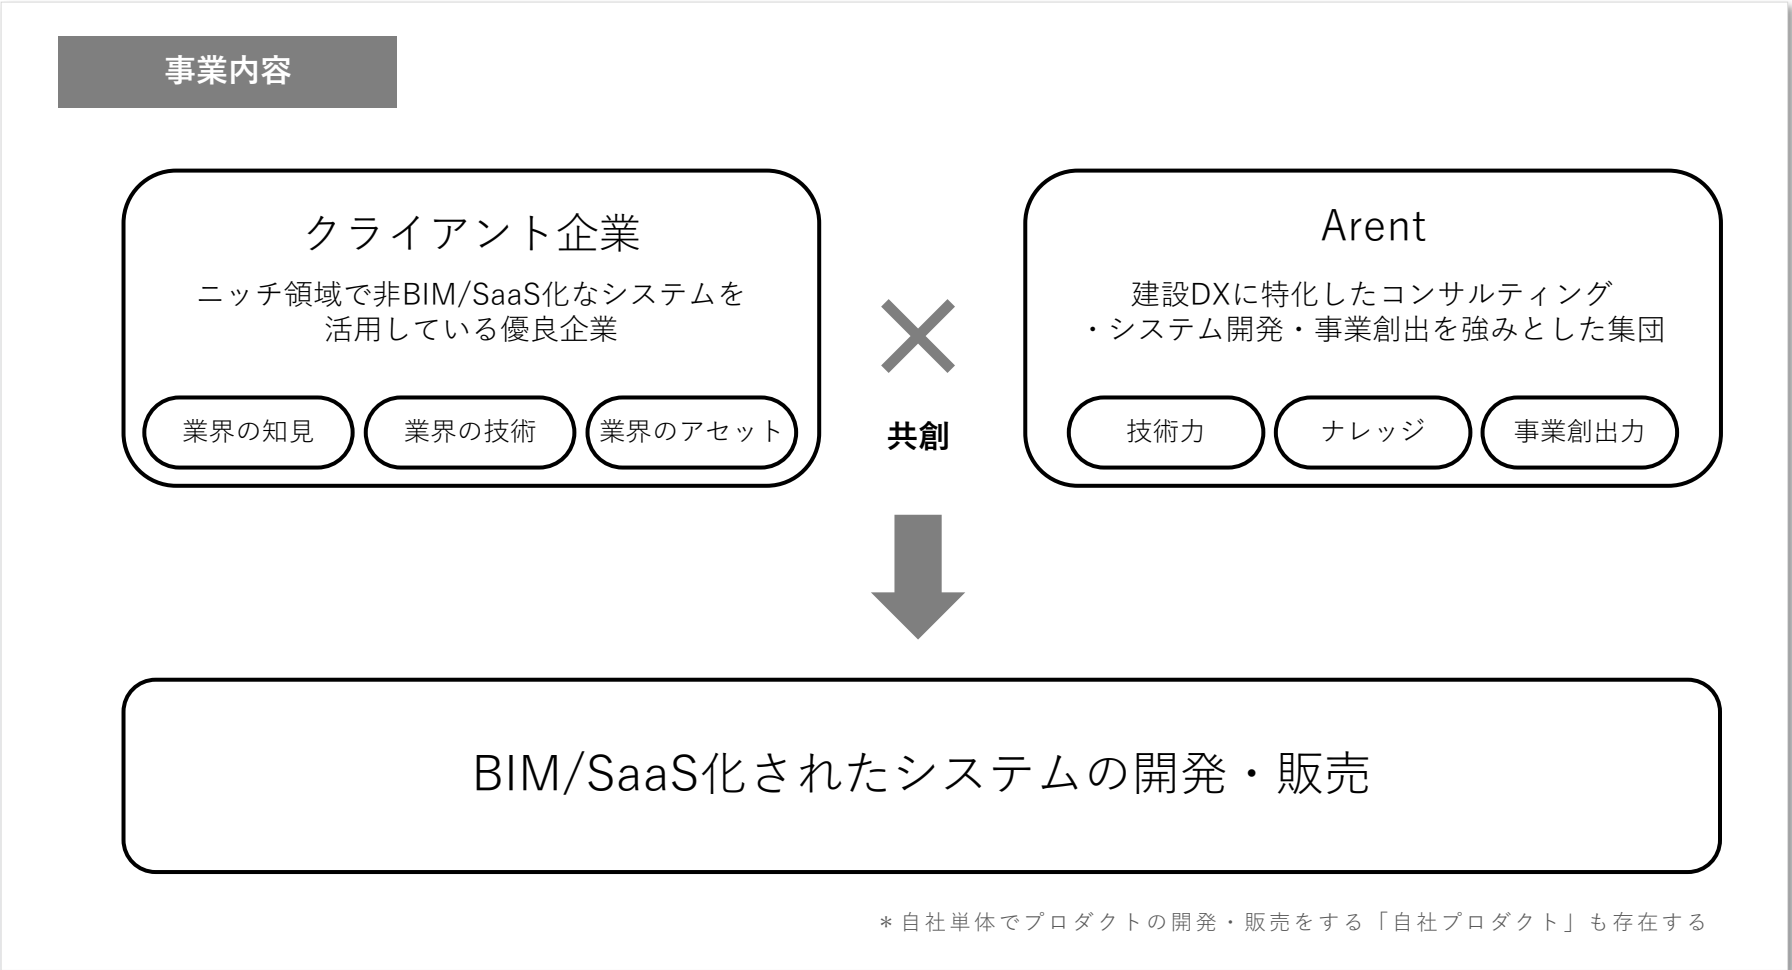 事業内容
クライアント企業
ニッチ領域で非BIM/SaaS化なシステムを
活用している優良企業
業界の知見
業界の技術
業界のアセット
共創
Arent
建設DXに特化したコンサルティング
・システム開発・事業創出を強みとした集団
技術力
ナレッジ
事業創出力
BIM/SaaS化されたシステムの開発・販売
＊自社単体でプロダクトの開発・販売をする「自社プロダクト」も存在する